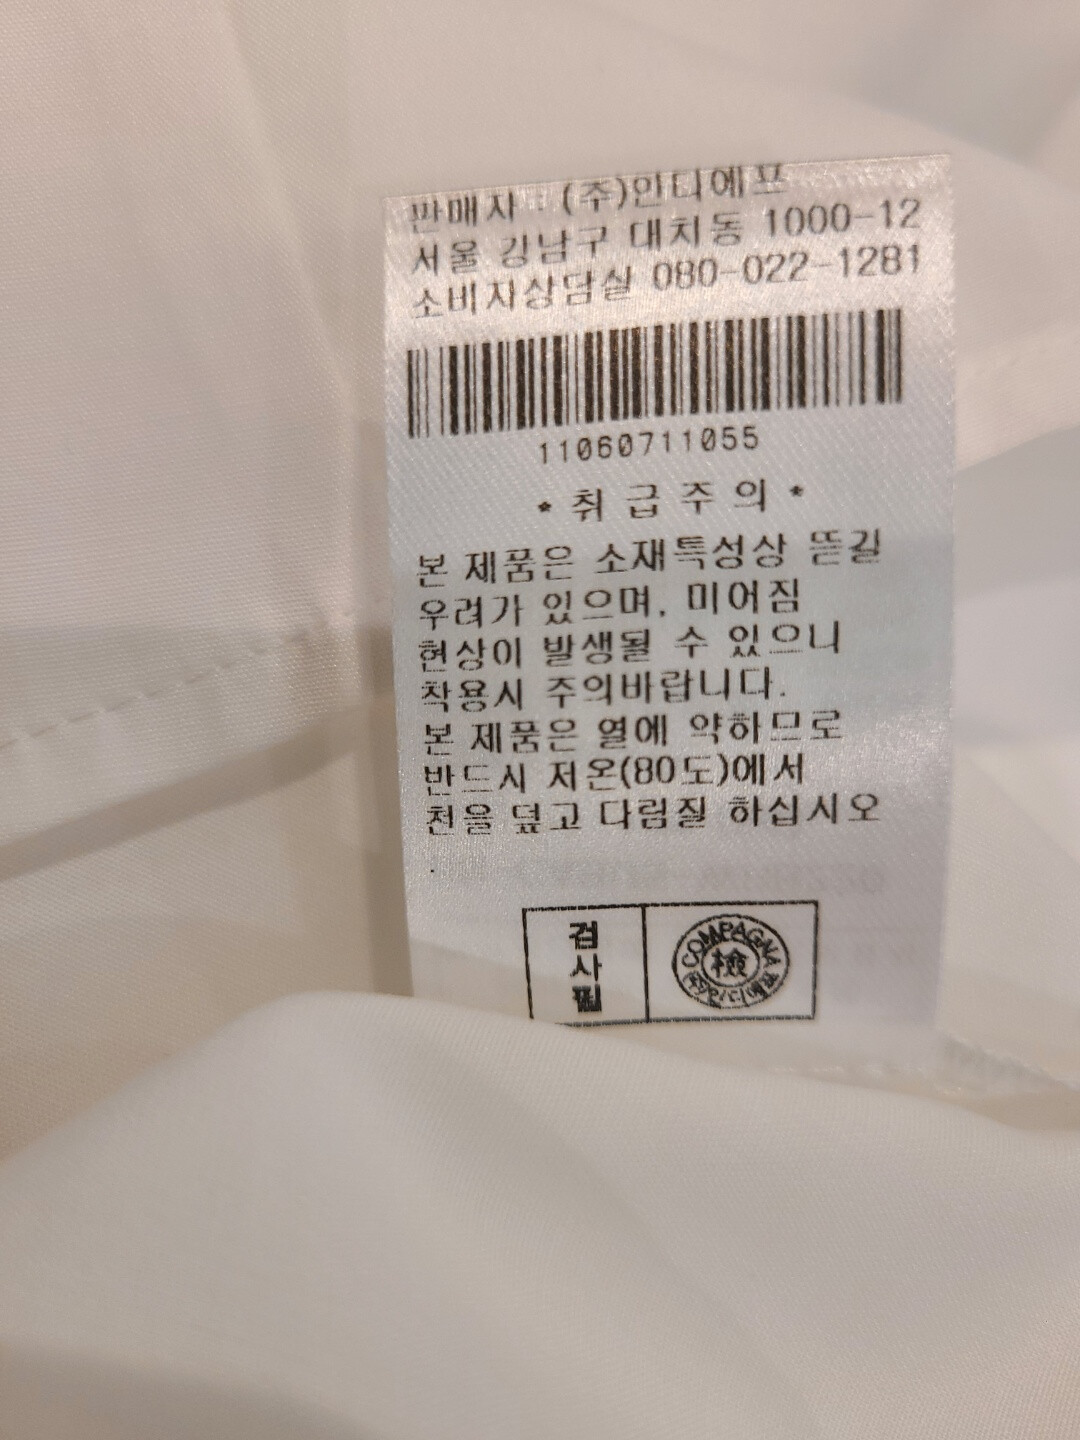 판매자 : (주)인디에프
서울 강남구 대치동 1000-12
소비자상담실 080-022-1281
11060711055
* 취 급 주 의 *
본 제품은 소재특성상 뜯길
우려가 있으며, 미어짐
현상이 발생될 수 있으니
착용시 주의바랍니다.
본 제품은 열에 약하므로
반드시 저온(80도)에서
천을 덮고 다림질 하십시오
.
검
사
필
COMPAGNA
檢
(주)인디에프